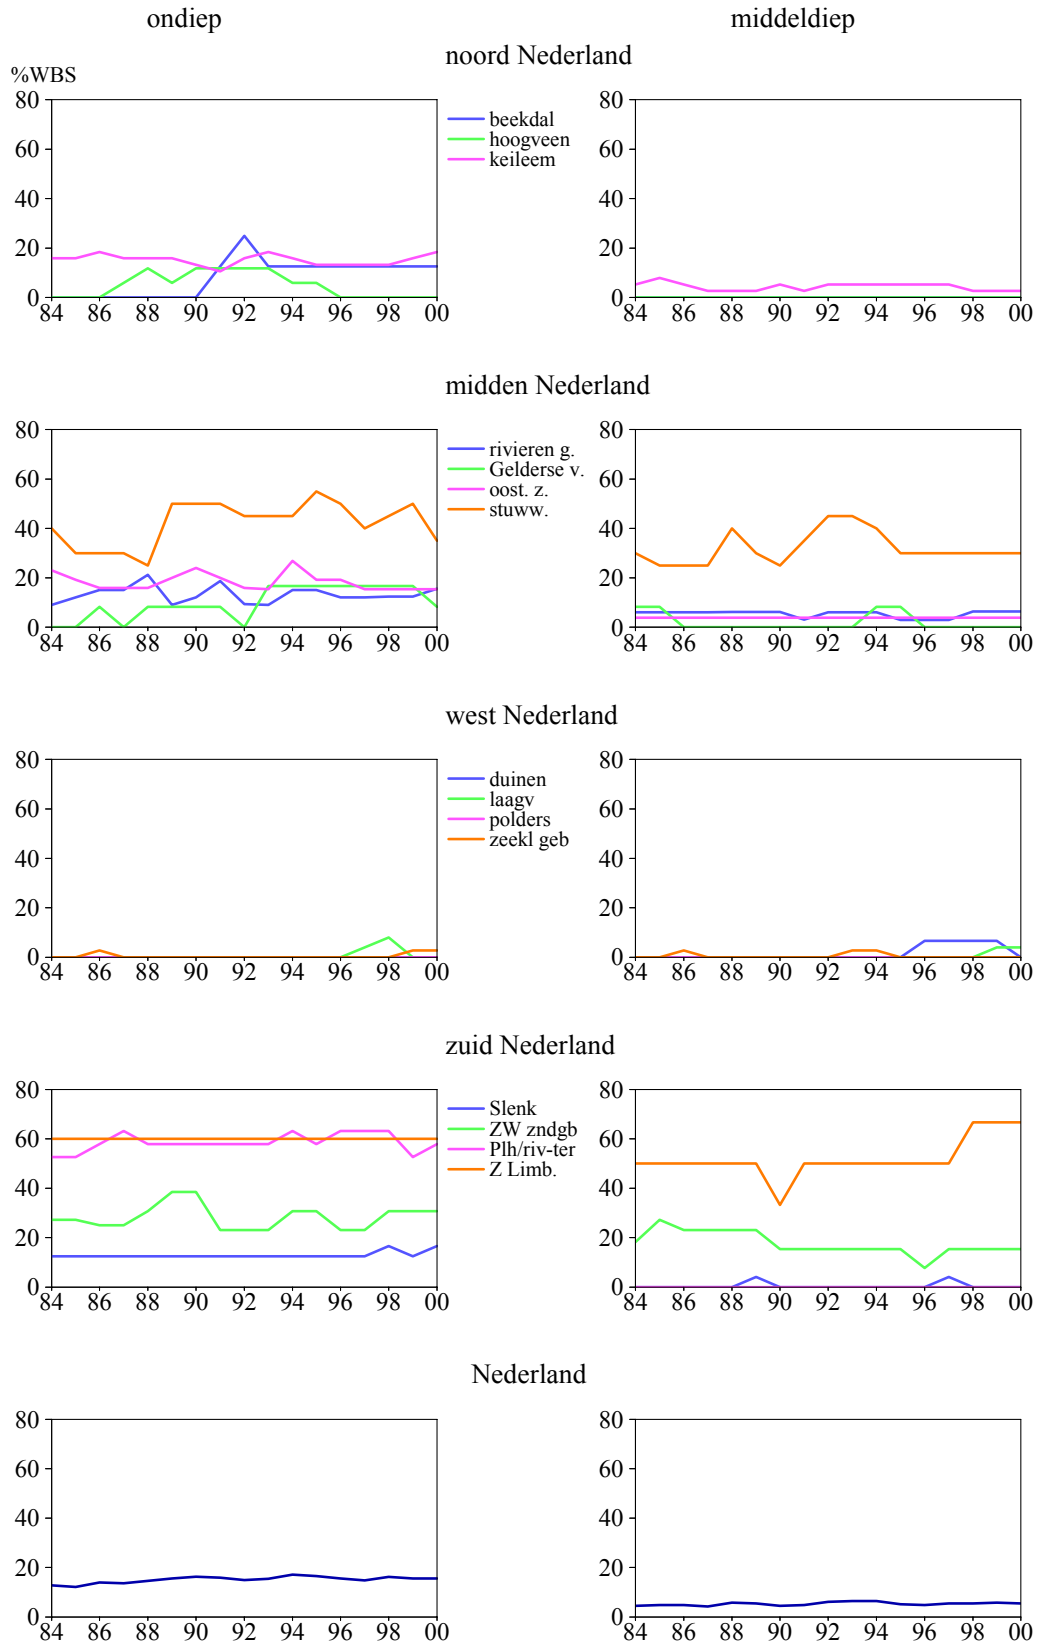 ondiep middeldiep
noord Nederland
%WBS
80 80
beekdal
hoogveen
keileem
60 60
40 40
20 20
0 0
84 86 88 90 92 94 96 98 00 84 86 88 90 92 94 96 98 00
midden Nederland
80 80
rivieren g.
Gelderse v.
oost. z.
stuww.
60 60
40 40
20 20
0 0
84 86 88 90 92 94 96 98 00 84 86 88 90 92 94 96 98 00
west Nederland
80 80
duinen
laagv
polders
zeekl geb
60 60
40 40
20 20
0 0
84 86 88 90 92 94 96 98 00 84 86 88 90 92 94 96 98 00
zuid Nederland
80 80
Slenk
ZW zndgb
Plh/riv-ter
Z Limb.
60 60
40 40
20 20
0 0
84 86 88 90 92 94 96 98 00 84 86 88 90 92 94 96 98 00
Nederland
80 80
60 60
40 40
20 20
0 0
84 86 88 90 92 94 96 98 00 84 86 88 90 92 94 96 98 00